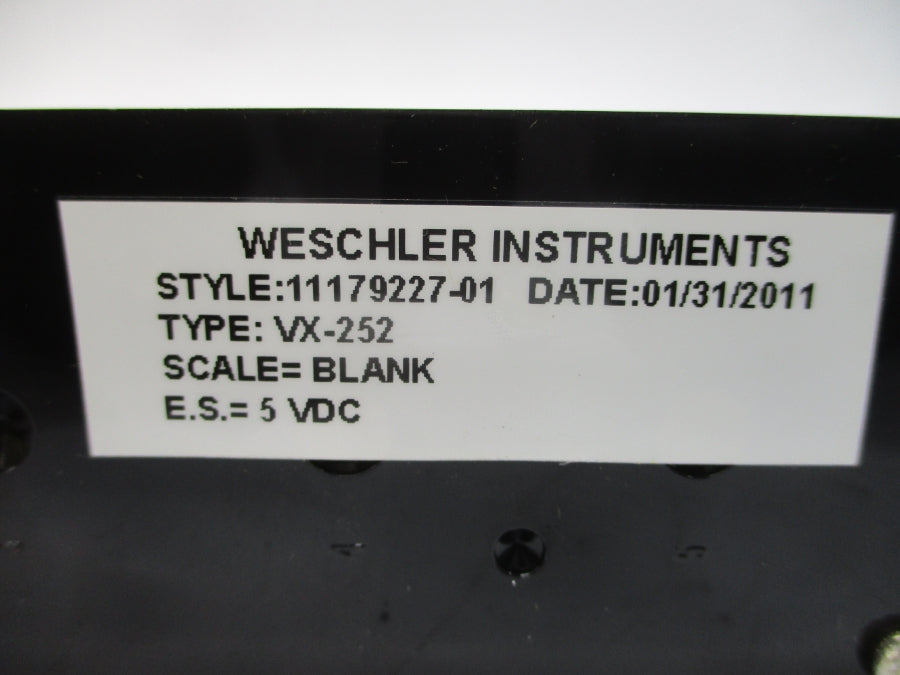 WESCHLER INSTRUMENTS
STYLE:11179227-01 DATE:01/31/2011
TYPE: VX-252
SCALE= BLANK
E.S.= 5 VDC